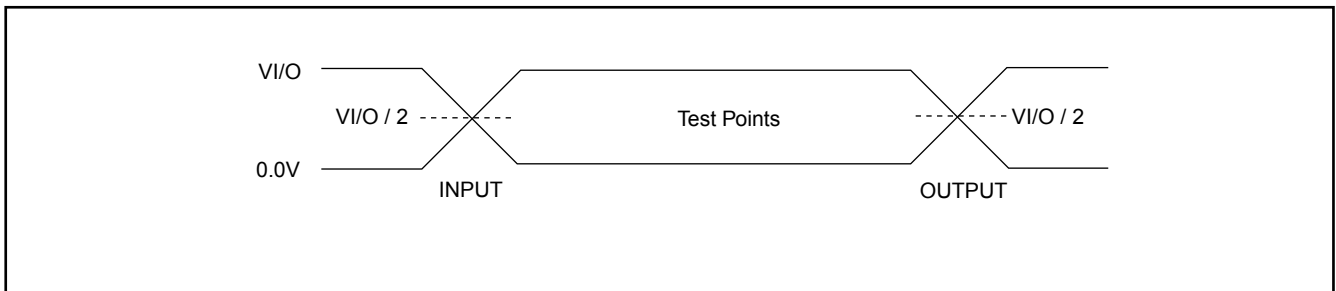 VI/O
VI/O / 2
Test Points
VI/O / 2
0.0V
INPUT
OUTPUT